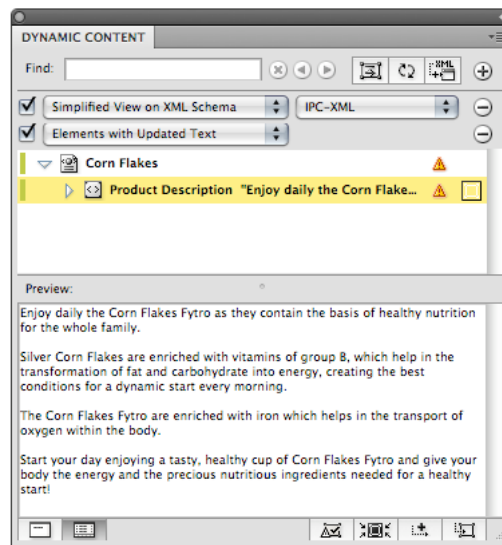 DYNAMIC CONTENT
Find:
XML
Simplified View on XML Schema IPC-XML
Elements with Updated Text
Corn Flakes
Product Description "Enjoy daily the Corn Flake...
Preview:
Enjoy daily the Corn Flakes Fytro as they contain the basis of healthy nutrition
for the whole family.
Silver Corn Flakes are enriched with vitamins of group B, which help in the
transformation of fat and carbohydrate into energy, creating the best
conditions for a dynamic start every morning.
The Corn Flakes Fytro are enriched with iron which helps in the transport of
oxygen within the body.
Start your day enjoying a tasty, healthy cup of Corn Flakes Fytro and give your
body the energy and the precious nutritious ingredients needed for a healthy
start!